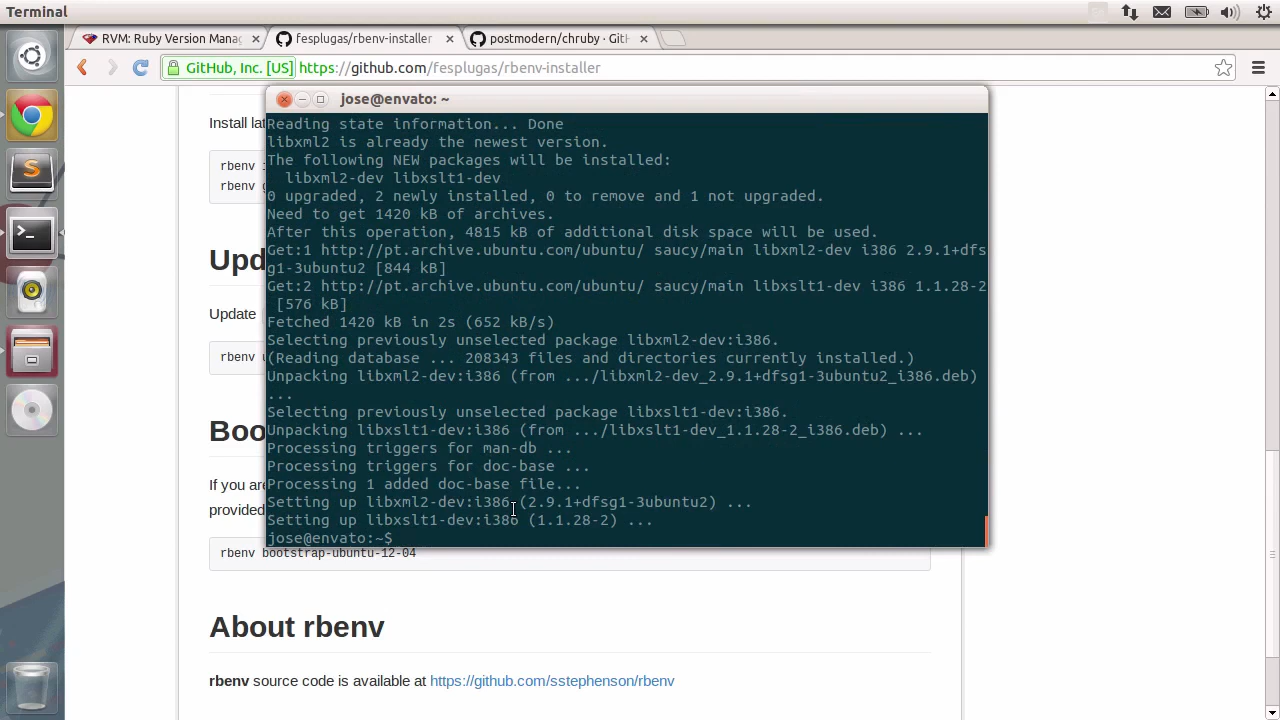 Terminal
RVM: Ruby Version Mana
fesplugas/rbenv-installer
postmodern/chruby · GitH
GitHub, Inc. [US] https://github.com/fesplugas/rbenv-installer
jose@envato: ~
Install lat
rbenv i
rbenv g
Upd
Update
rbenv u
Boo
If you are
provided
Reading state information... Done
libxml2 is already the newest version.
The following NEW packages will be installed:
  libxml2-dev libxslt1-dev
0 upgraded, 2 newly installed, 0 to remove and 1 not upgraded.
Need to get 1420 kB of archives.
After this operation, 4815 kB of additional disk space will be used.
Get:1 http://pt.archive.ubuntu.com/ubuntu/ saucy/main libxml2-dev i386 2.9.1+dfs
g1-3ubuntu2 [844 kB]
Get:2 http://pt.archive.ubuntu.com/ubuntu/ saucy/main libxslt1-dev i386 1.1.28-2
 [576 kB]
Fetched 1420 kB in 2s (652 kB/s)
Selecting previously unselected package libxml2-dev:i386.
(Reading database ... 208343 files and directories currently installed.)
Unpacking libxml2-dev:i386 (from .../libxml2-dev_2.9.1+dfsg1-3ubuntu2_i386.deb)
...
Selecting previously unselected package libxslt1-dev:i386.
Unpacking libxslt1-dev:i386 (from .../libxslt1-dev_1.1.28-2_i386.deb) ...
Processing triggers for man-db ...
Processing triggers for doc-base ...
Processing 1 added doc-base file...
Setting up libxml2-dev:i386 (2.9.1+dfsg1-3ubuntu2) ...
Setting up libxslt1-dev:i386 (1.1.28-2) ...
jose@envato:~$
rbenv bootstrap-ubuntu-12-04
About rbenv
rbenv source code is available at https://github.com/sstephenson/rbenv